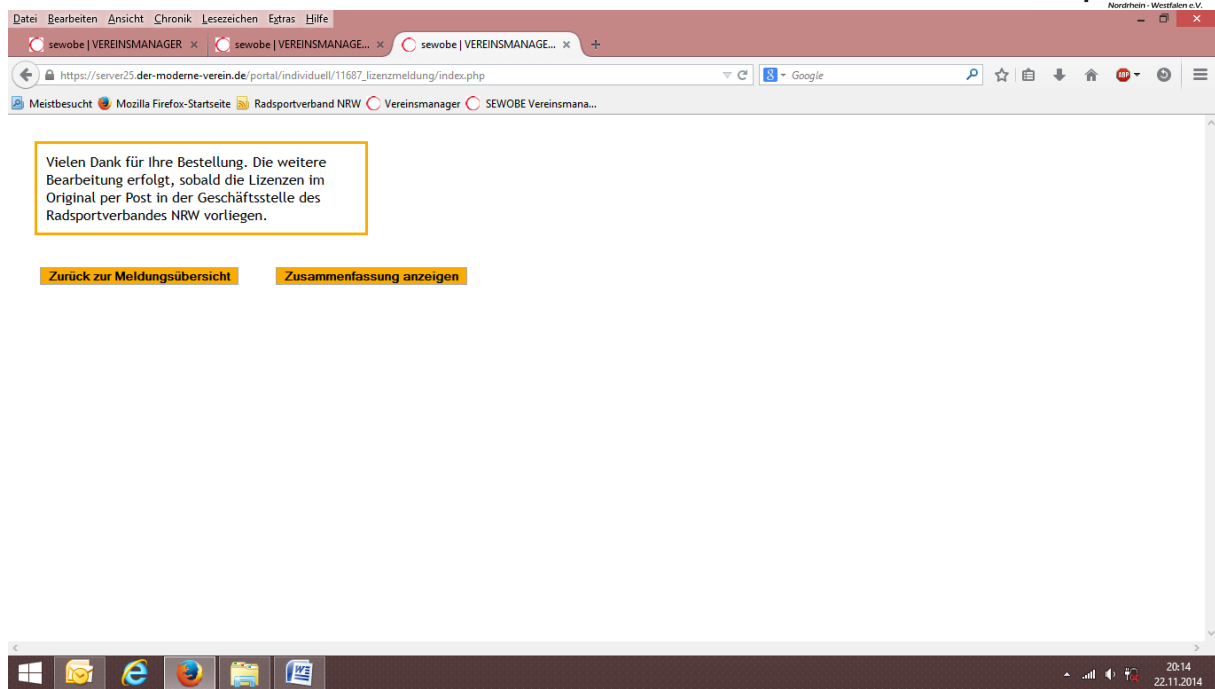 Nordrhein - Westfalen e.V.
Datei Bearbeiten Ansicht Chronik Lesezeichen Extras Hilfe
sewobe | VEREINSMANAGER × sewobe | VEREINSMANAGE... × sewobe | VEREINSMANAGE... × +
https://server25.der-moderne-verein.de/portal/individuell/11687_lizenzmeldung/index.php Google
Meistbesucht Mozilla Firefox-Startseite Radsportverband NRW Vereinsmanager SEWOBE Vereinsmana...
Vielen Dank für Ihre Bestellung. Die weitere
Bearbeitung erfolgt, sobald die Lizenzen im
Original per Post in der Geschäftsstelle des
Radsportverbandes NRW vorliegen.
Zurück zur Meldungsübersicht Zusammenfassung anzeigen
20:14
22.11.2014